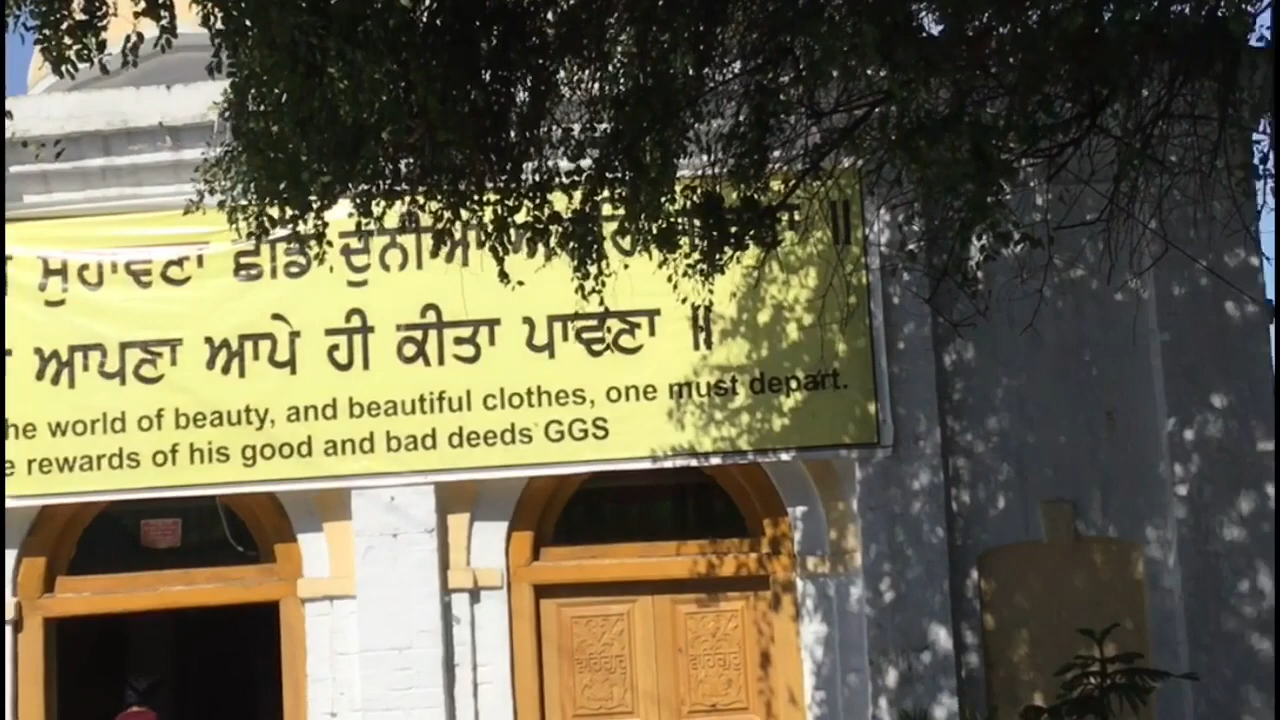 ਸੁਹਾਵਣਾ ਛਡਿ ਦੁਨੀਆ
ਆਪਣਾ ਆਪੇ ਹੀ ਕੀਤਾ ਪਾਵਣਾ ॥
world of beauty, and beautiful clothes, one must depart.
rewards of his good and bad deeds GGS
ਵਾਹਿਗੁਰੂ ਵਾਹਿਗੁਰੂ